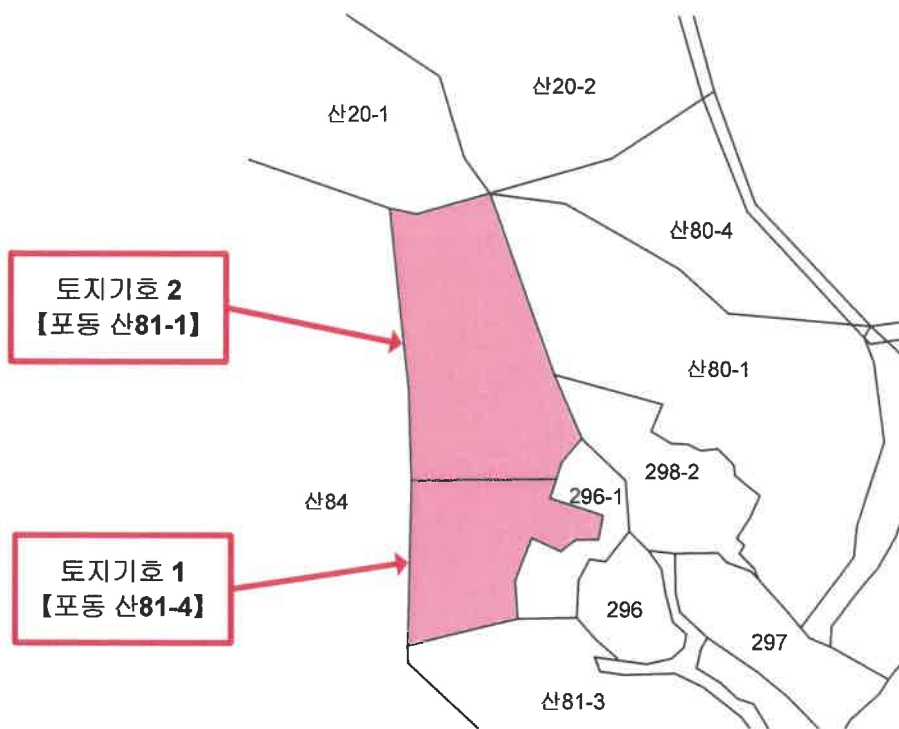 산20-2
산20-1
산80-4
토지기호 2
【포동 산81-1】
산80-1
298-2
296-1
산84
토지기호 1
【포동 산81-4】
296
297
산81-3